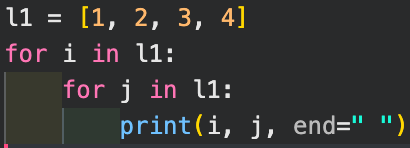 l1 = [1, 2, 3, 4]
for i in l1:
    for j in l1:
        print(i, j, end=" ")